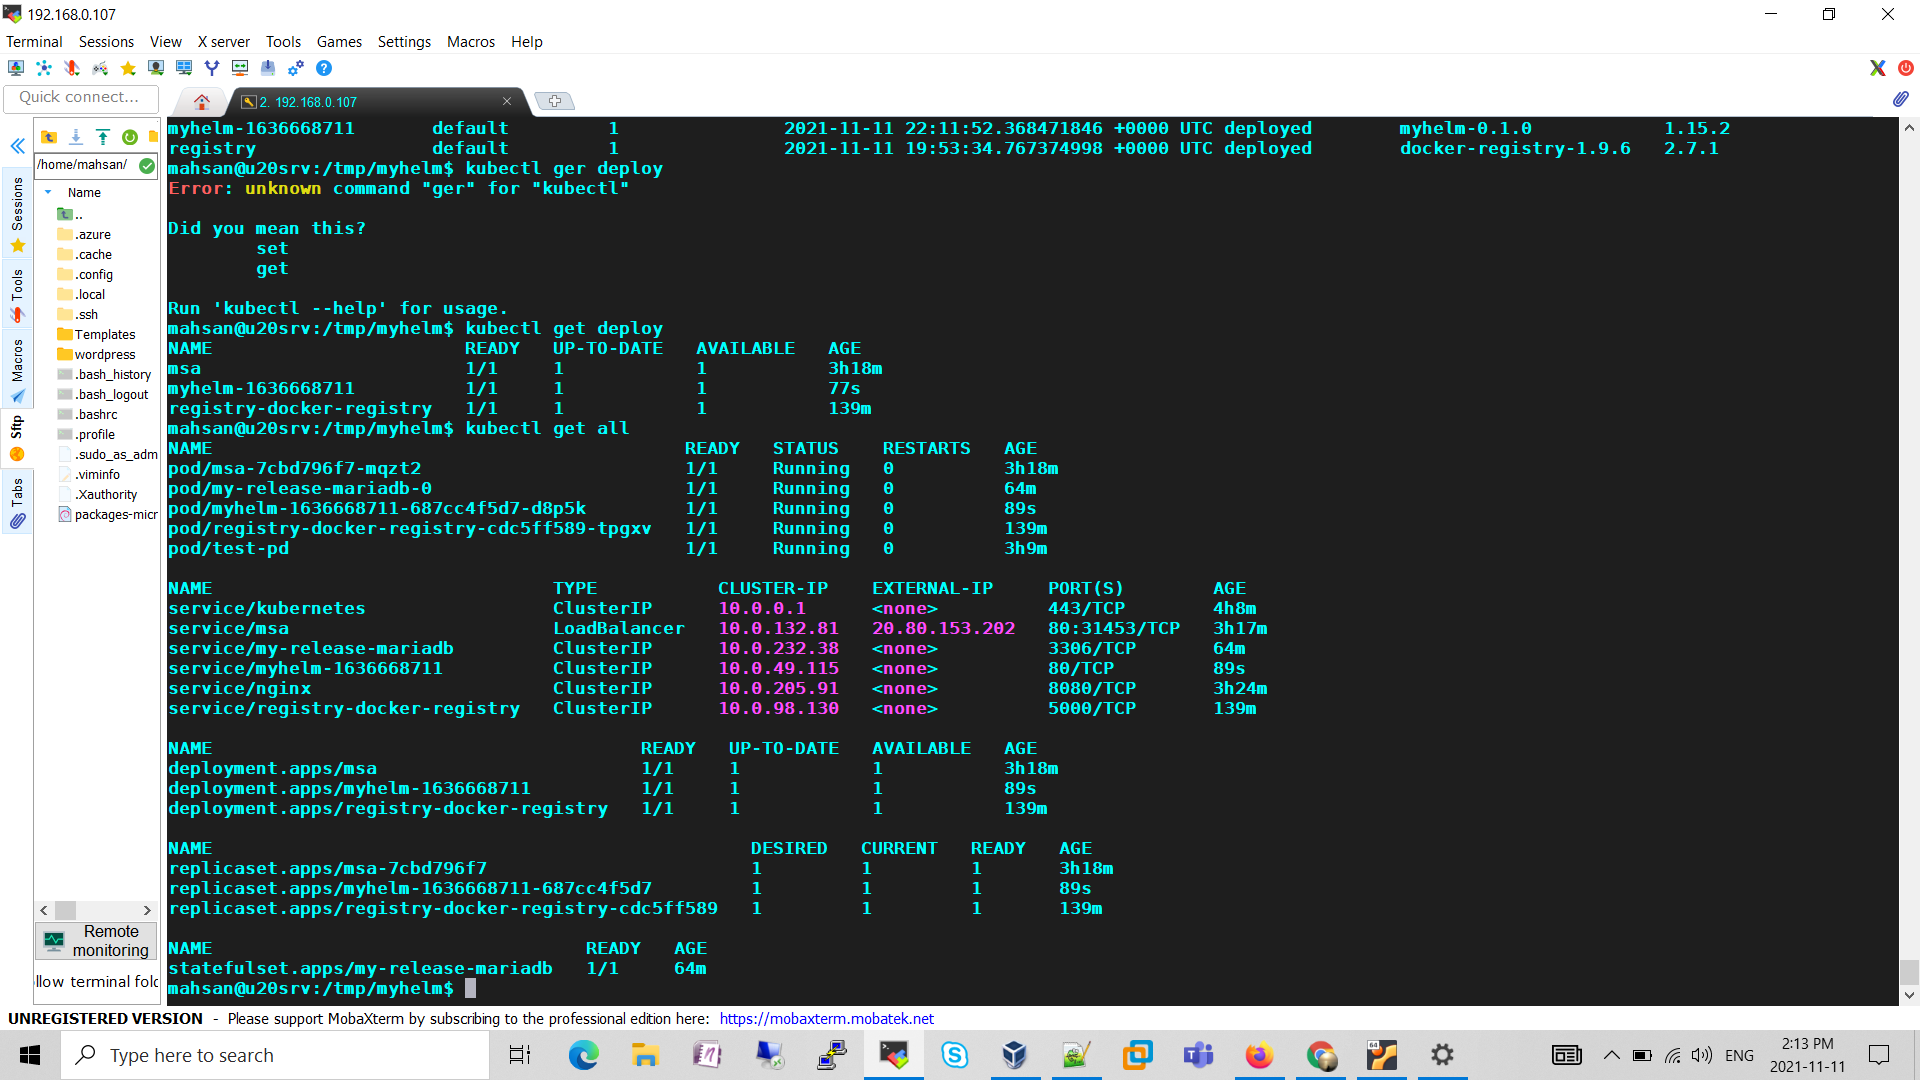 192.168.0.107
Terminal Sessions View X server Tools Games Settings Macros Help
Quick connect...
2. 192.168.0.107
/home/mahsan/
Name
..
.azure
.cache
.config
.local
.ssh
Templates
wordpress
.bash_history
.bash_logout
.bashrc
.profile
.sudo_as_adm
.viminfo
.Xauthority
packages-micr
Sessions
Tools
Macros
Sftp
Tabs
Remote monitoring
llow terminal fold
myhelm-1636668711 default 1 2021-11-11 22:11:52.368471846 +0000 UTC deployed myhelm-0.1.0 1.15.2
registry default 1 2021-11-11 19:53:34.767374998 +0000 UTC deployed docker-registry-1.9.6 2.7.1
mahsan@u20srv:/tmp/myhelm$ kubectl ger deploy
Error: unknown command "ger" for "kubectl"
Did you mean this?
set
get
Run 'kubectl --help' for usage.
mahsan@u20srv:/tmp/myhelm$ kubectl get deploy
NAME READY UP-TO-DATE AVAILABLE AGE
msa 1/1 1 1 3h18m
myhelm-1636668711 1/1 1 1 77s
registry-docker-registry 1/1 1 1 139m
mahsan@u20srv:/tmp/myhelm$ kubectl get all
NAME READY STATUS RESTARTS AGE
pod/msa-7cbd796f7-mqzt2 1/1 Running 0 3h18m
pod/my-release-mariadb-0 1/1 Running 0 64m
pod/myhelm-1636668711-687cc4f5d7-d8p5k 1/1 Running 0 89s
pod/registry-docker-registry-cdc5ff589-tpgxv 1/1 Running 0 139m
pod/test-pd 1/1 Running 0 3h9m
NAME TYPE CLUSTER-IP EXTERNAL-IP PORT(S) AGE
service/kubernetes ClusterIP 10.0.0.1 <none> 443/TCP 4h8m
service/msa LoadBalancer 10.0.132.81 20.80.153.202 80:31453/TCP 3h17m
service/my-release-mariadb ClusterIP 10.0.232.38 <none> 3306/TCP 64m
service/myhelm-1636668711 ClusterIP 10.0.49.115 <none> 80/TCP 89s
service/nginx ClusterIP 10.0.205.91 <none> 8080/TCP 3h24m
service/registry-docker-registry ClusterIP 10.0.98.130 <none> 5000/TCP 139m
NAME READY UP-TO-DATE AVAILABLE AGE
deployment.apps/msa 1/1 1 1 3h18m
deployment.apps/myhelm-1636668711 1/1 1 1 89s
deployment.apps/registry-docker-registry 1/1 1 1 139m
NAME DESIRED CURRENT READY AGE
replicaset.apps/msa-7cbd796f7 1 1 1 3h18m
replicaset.apps/myhelm-1636668711-687cc4f5d7 1 1 1 89s
replicaset.apps/registry-docker-registry-cdc5ff589 1 1 1 139m
NAME READY AGE
statefulset.apps/my-release-mariadb 1/1 64m
mahsan@u20srv:/tmp/myhelm$
UNREGISTERED VERSION - Please support MobaXterm by subscribing to the professional edition here: https://mobaxterm.mobatek.net
Type here to search
ENG
2:13 PM
2021-11-11